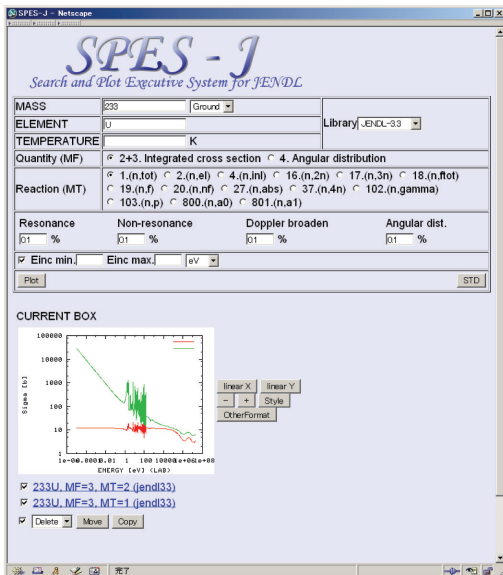 SPES-J - Netscape
SPES - J
Search and Plot Executive System for JENDL
MASS 233 Ground
ELEMENT U Library JENDL-3.3
TEMPERATURE K
Quantity (MF) 2+3. Integrated cross section 4. Angular distribution
Reaction (MT) 1.(n,tot) 2.(n,el) 4.(n,inl) 16.(n,2n) 17.(n,3n) 18.(n,ftot)
19.(n,f) 20.(n,nf) 27.(n,abs) 37.(n,4n) 102.(n,gamma)
103.(n,p) 800.(n,a0) 801.(n,a1)
Resonance Non-resonance Doppler broaden Angular dist.
0.1 % 0.1 % 0.1 % 0.1 %
Einc min. Einc max. eV
Plot STD
CURRENT BOX
100000
10000
1000
100
10
1
Sigma [b]
1e-06 0.0001 0.01 1 100 10000 1e+06 1e+08
ENERGY [eV] (LAB)
linear X linear Y
- + Style
OtherFormat
233U, MF=3, MT=2 (jendl33)
233U, MF=3, MT=1 (jendl33)
Delete Move Copy
完了